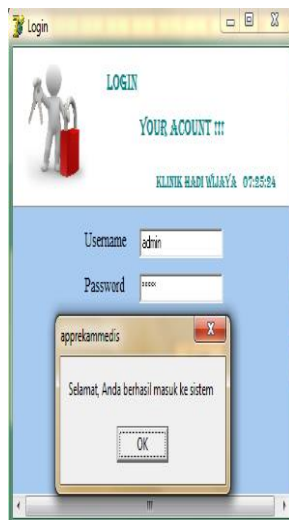 Login
LOGIN
YOUR ACOUNT !!!
KLINIK HADI WIJAYA 07:25:24
Username admin
Password *****
apprekammedis
Selamat, Anda berhasil masuk ke sistem
OK